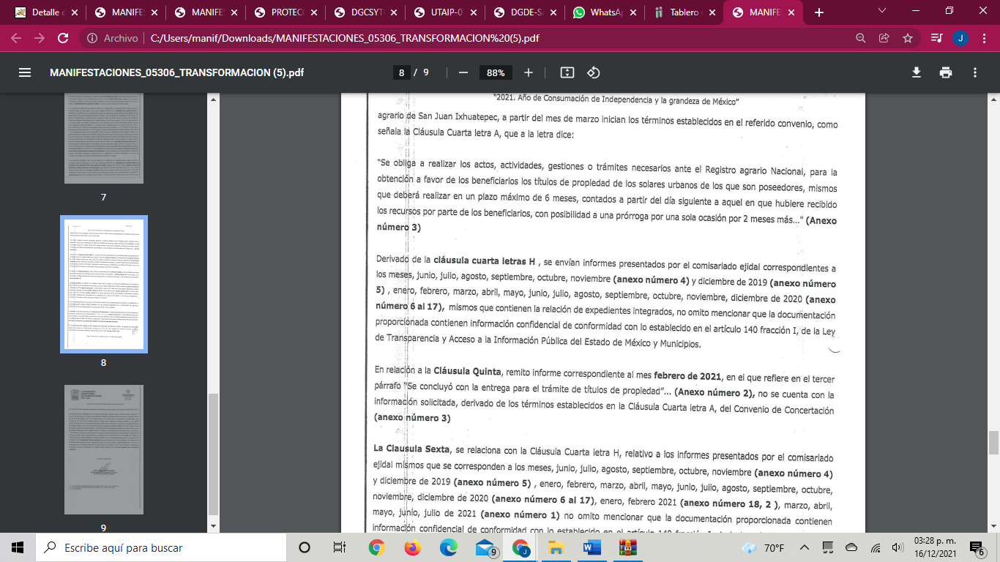 Detalle d
MANIFES
MANIFES
PROTECC
DGCSYT
UTAIP-0
DGDE-SA
WhatsAp
Tablero
MANIFES
Archivo
C:/Users/manif/Downloads/MANIFESTACIONES_05306_TRANSFORMACION%20(5).pdf
J
MANIFESTACIONES_05306_TRANSFORMACION (5).pdf
8 / 9
88%
7
8
9
"2021. Año de Consumación de Independencia y la grandeza de México"
agrario de San Juan Ixhuatepec, a partir del mes de marzo inician los términos establecidos en el referido convenio, como
señala la Cláusula Cuarta letra A, que a la letra dice:
"Se obliga a realizar los actos, actividades, gestiones o trámites necesarios ante el Registro agrario Nacional, para la
obtención a favor de los beneficiarios los títulos de propiedad de los solares urbanos de los que son poseedores, mismos
que deberá realizar en un plazo máximo de 6 meses, contados a partir del día siguiente a aquel en que hubiere recibido
los recursos por parte de los beneficiarios, con posibilidad a una prórroga por una sola ocasión por 2 meses más..." (Anexo
número 3)
Derivado de la cláusula cuarta letras H , se envían informes presentados por el comisariado ejidal correspondientes a
los meses, junio, julio, agosto, septiembre, octubre, noviembre (anexo número 4) y diciembre de 2019 (anexo número
5) , enero, febrero, marzo, abril, mayo, junio, julio, agosto, septiembre, octubre, noviembre, diciembre de 2020 (anexo
número 6 al 17), mismos que contienen la relación de expedientes integrados, no omito mencionar que la documentación
proporcionada contienen información confidencial de conformidad con lo establecido en el artículo 140 fracción I, de la Ley
de Transparencia y Acceso a la Información Pública del Estado de México y Municipios.
En relación a la Cláusula Quinta, remito informe correspondiente al mes febrero de 2021, en el que refiere en el tercer
párrafo "Se concluyó con la entrega para el trámite de títulos de propiedad"... (Anexo número 2), no se cuenta con la
información solicitada, derivado de los términos establecidos en la Cláusula Cuarta letra A, del Convenio de Concertación
(anexo número 3)
La Clausula Sexta, se relaciona con la Cláusula Cuarta letra H, relativo a los informes presentados por el comisariado
ejidal mismos que se corresponden a los meses, junio, julio, agosto, septiembre, octubre, noviembre (anexo número 4)
y diciembre de 2019 (anexo número 5) , enero, febrero, marzo, abril, mayo, junio, julio, agosto, septiembre, octubre,
noviembre, diciembre de 2020 (anexo número 6 al 17), enero, febrero 2021 (anexo número 18, 2 ), marzo, abril,
mayo, junio, julio de 2021 (anexo número 1) no omito mencionar que la documentación proporcionada contienen
información confidencial de conformidad con lo establecido en el artículo 140 fracción
Escribe aquí para buscar
9
J
70°F
03:28 p. m.
16/12/2021
6